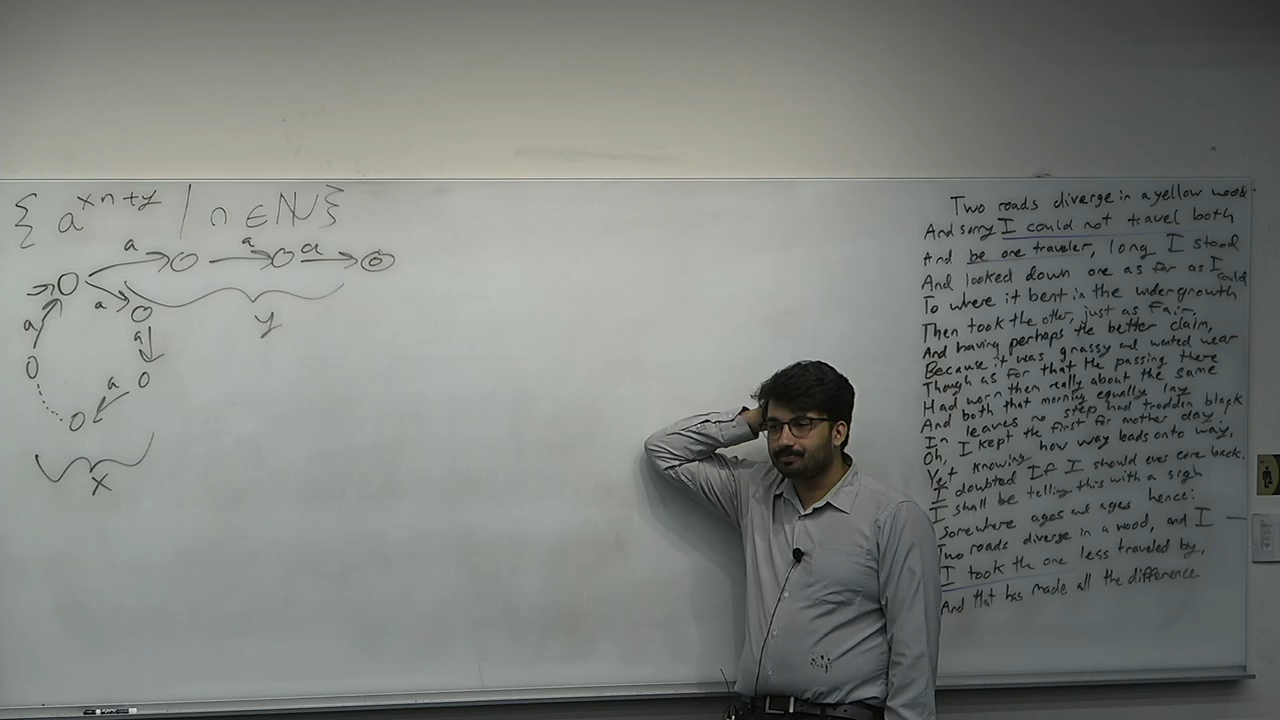 { a^{xn+y} | n ∈ ℕ }
a a a
a a
y
a
a
x
Two roads diverge in a yellow wood
And sorry I could not travel both
And be one traveler, long I stood
And looked down one as far as I could
To where it bent in the undergrowth
Then took the other, just as fair,
And having perhaps the better claim,
Because it was grassy and wanted wear
Though as for that the passing there
Had worn them really about the same
And both that morning equally lay
In leaves no step had trodden black
Oh, I kept the first for another day.
Yet knowing how way leads onto way,
I doubted If I should ever come back.
I shall be telling this with a sigh
Somewhere ages and ages hence:
Two roads diverge in a wood, and I
I took the one less traveled by,
And that has made all the difference